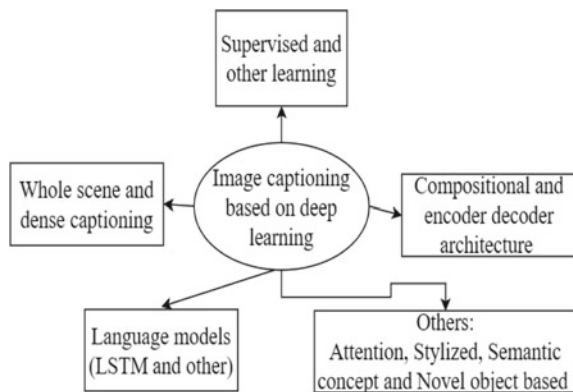 Supervised and
other learning
Whole scene and
dense captioning
Image captioning
based on deep
learning
Compositional and
encoder decoder
architecture
Language models
(LSTM and other)
Others:
Attention, Stylized, Semantic
concept and Novel object based